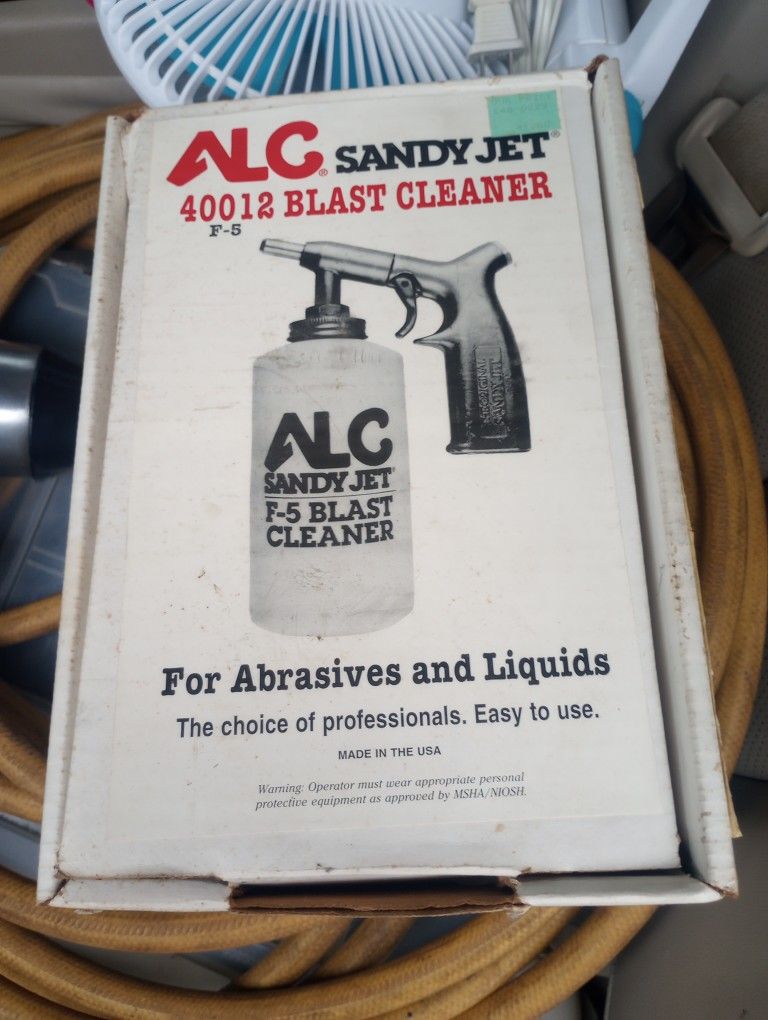 ALC® SANDY JET®
40012 BLAST CLEANER
F-5
ALC
SANDY JET®
F-5 BLAST
CLEANER
For Abrasives and Liquids
The choice of professionals. Easy to use.
MADE IN THE USA
Warning: Operator must wear appropriate personal
protective equipment as approved by MSHA/NIOSH.